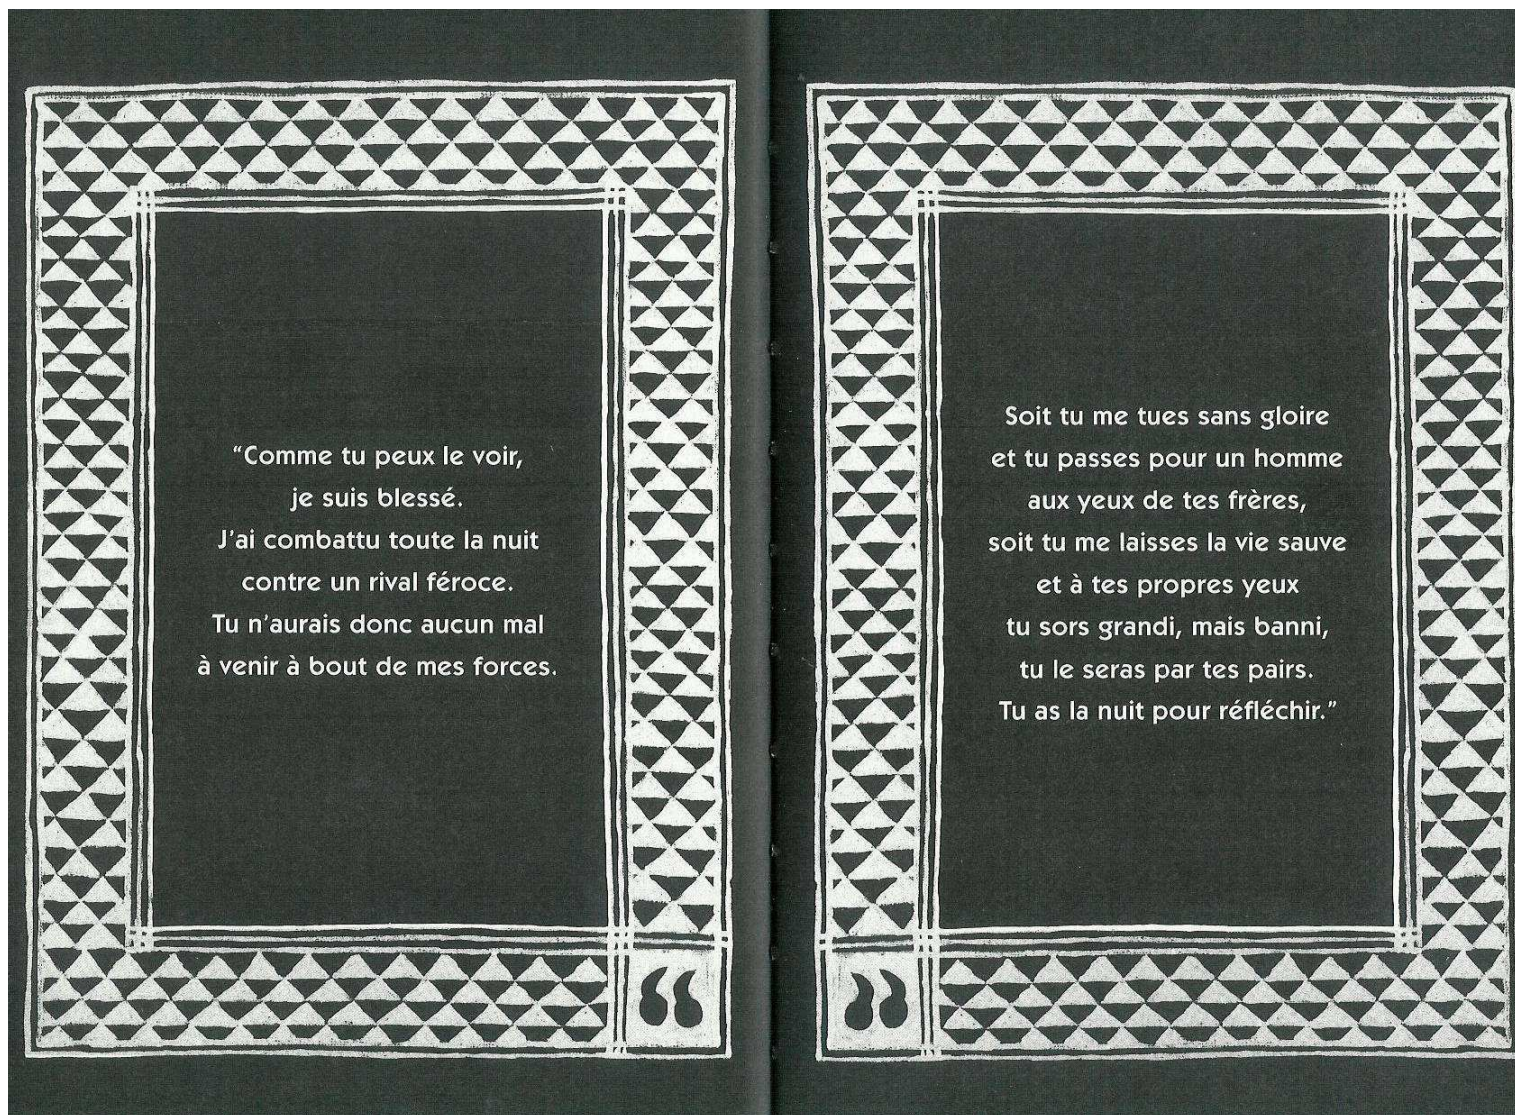 “Comme tu peux le voir,
je suis blessé.
J’ai combattu toute la nuit
contre un rival féroce.
Tu n’aurais donc aucun mal
à venir à bout de mes forces.
“
Soit tu me tues sans gloire
et tu passes pour un homme
aux yeux de tes frères,
soit tu me laisses la vie sauve
et à tes propres yeux
tu sors grandi, mais banni,
tu le seras par tes pairs.
Tu as la nuit pour réfléchir.”
”